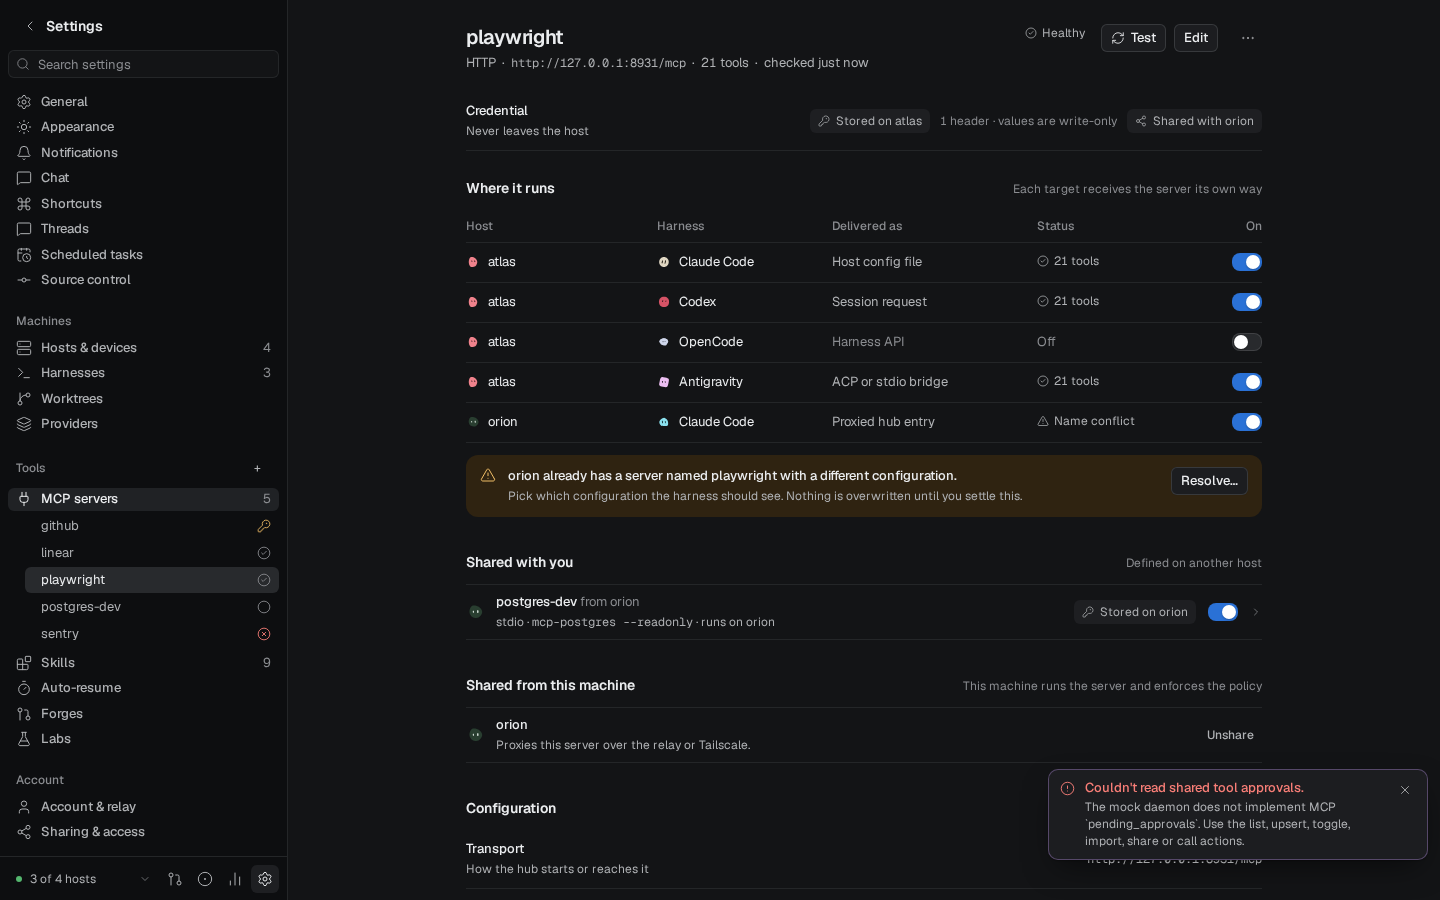 Settings
Search settings
General
Appearance
Notifications
Chat
Shortcuts
Threads
Scheduled tasks
Source control
Machines
Hosts & devices 4
Harnesses 3
Worktrees
Providers
Tools +
MCP servers 5
github
linear
playwright
postgres-dev
sentry
Skills 9
Auto-resume
Forges
Labs
Account
Account & relay
Sharing & access
3 of 4 hosts
playwright
Healthy Test Edit ...
HTTP · http://127.0.0.1:8931/mcp · 21 tools · checked just now
Credential
Never leaves the host
Stored on atlas 1 header · values are write-only Shared with orion
Where it runs Each target receives the server its own way
Host Harness Delivered as Status On
atlas Claude Code Host config file 21 tools
atlas Codex Session request 21 tools
atlas OpenCode Harness API Off
atlas Antigravity ACP or stdio bridge 21 tools
orion Claude Code Proxied hub entry Name conflict
orion already has a server named playwright with a different configuration.
Pick which configuration the harness should see. Nothing is overwritten until you settle this.
Resolve...
Shared with you Defined on another host
postgres-dev from orion
stdio · mcp-postgres --readonly · runs on orion
Stored on orion
Shared from this machine This machine runs the server and enforces the policy
orion
Proxies this server over the relay or Tailscale.
Unshare
Configuration
Transport
How the hub starts or reaches it
http://127.0.0.1:8931/mcp
Couldn't read shared tool approvals.
The mock daemon does not implement MCP
`pending_approvals`. Use the list, upsert, toggle,
import, share or call actions.